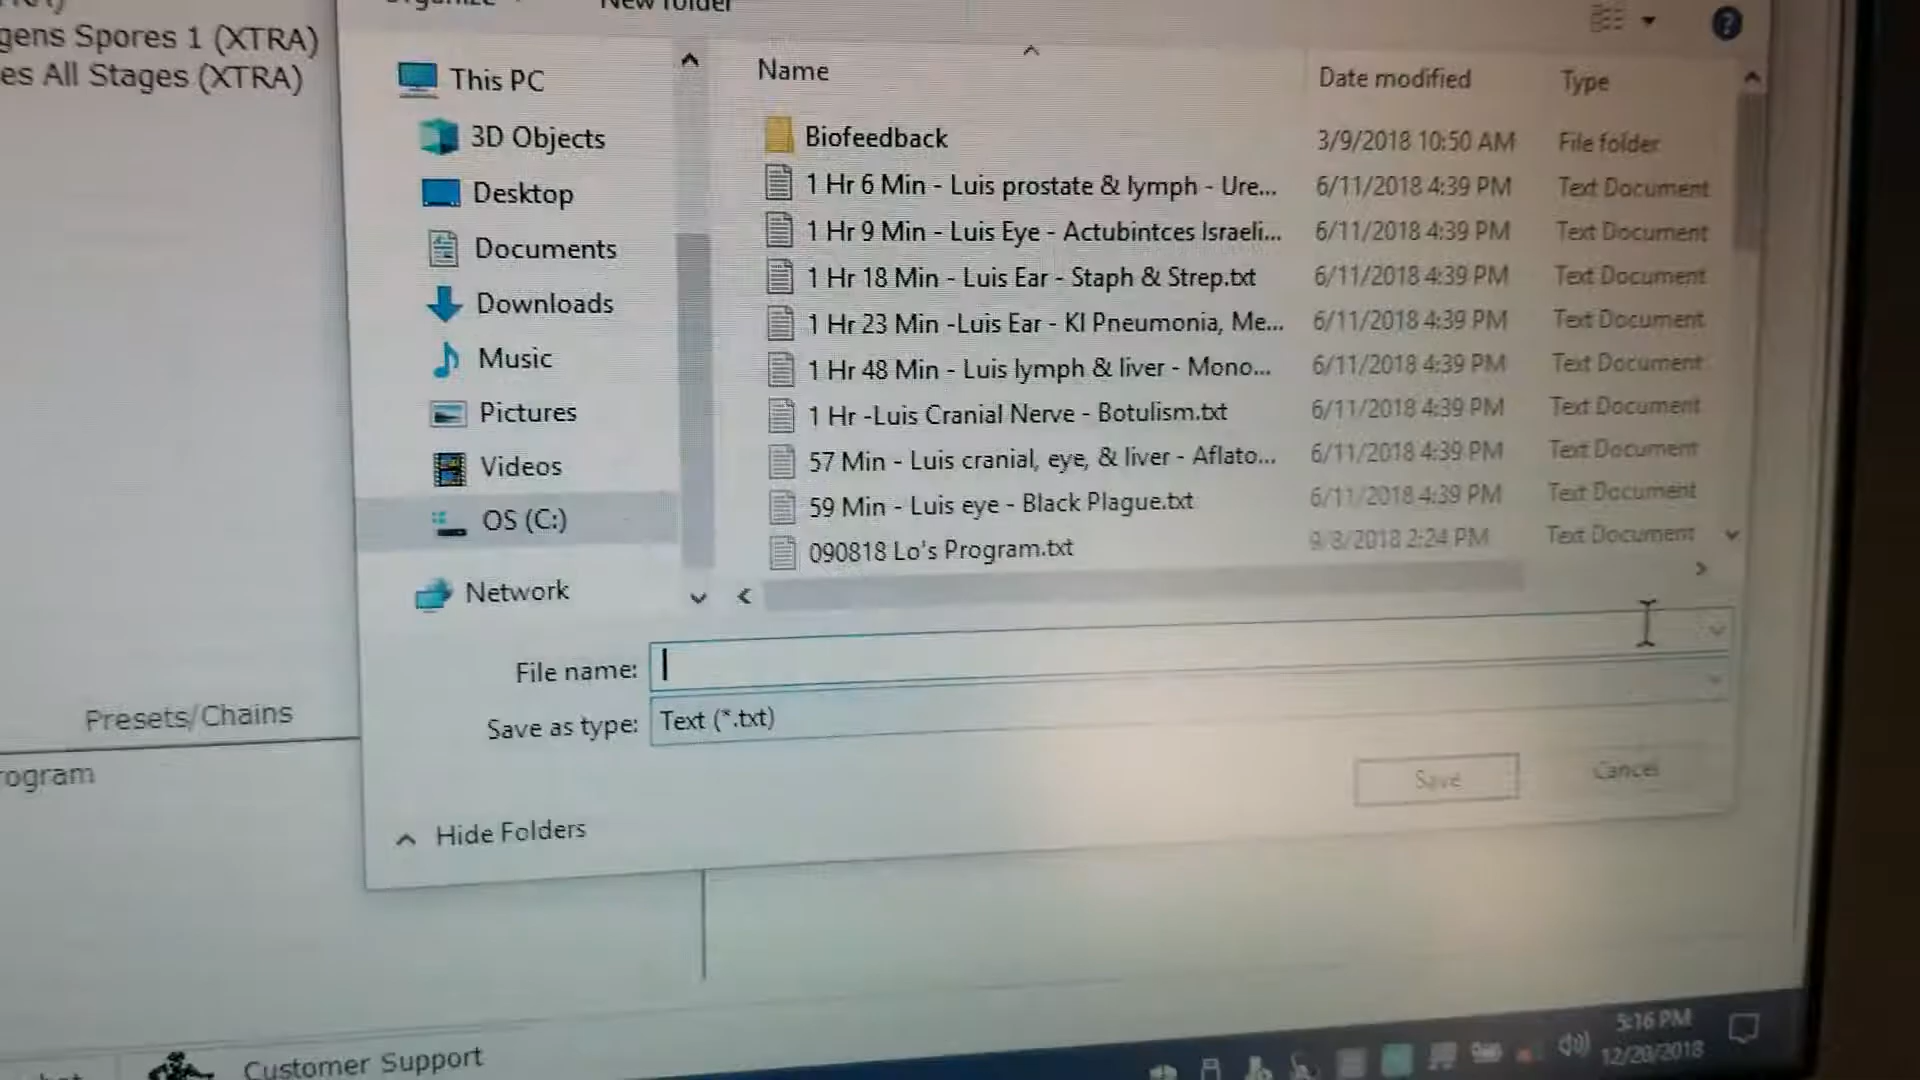 Organize New folder
gens Spores 1 (XTRA)
es All Stages (XTRA)
This PC
3D Objects
Desktop
Documents
Downloads
Music
Pictures
Videos
OS (C:)
Network
Name Date modified Type
Biofeedback 3/9/2018 10:50 AM File folder
1 Hr 6 Min - Luis prostate & lymph - Ure... 6/11/2018 4:39 PM Text Document
1 Hr 9 Min - Luis Eye - Actubintces Israeli... 6/11/2018 4:39 PM Text Document
1 Hr 18 Min - Luis Ear - Staph & Strep.txt 6/11/2018 4:39 PM Text Document
1 Hr 23 Min -Luis Ear - Kl Pneumonia, Me... 6/11/2018 4:39 PM Text Document
1 Hr 48 Min - Luis lymph & liver - Mono... 6/11/2018 4:39 PM Text Document
1 Hr -Luis Cranial Nerve - Botulism.txt 6/11/2018 4:39 PM Text Document
57 Min - Luis cranial, eye, & liver - Aflato... 6/11/2018 4:39 PM Text Document
59 Min - Luis eye - Black Plague.txt 6/11/2018 4:39 PM Text Document
090818 Lo's Program.txt 9/8/2018 2:24 PM Text Document
File name:
Save as type: Text (*.txt)
Save Cancel
Hide Folders
Presets/Chains
rogram
Customer Support
5:16 PM
12/20/2018